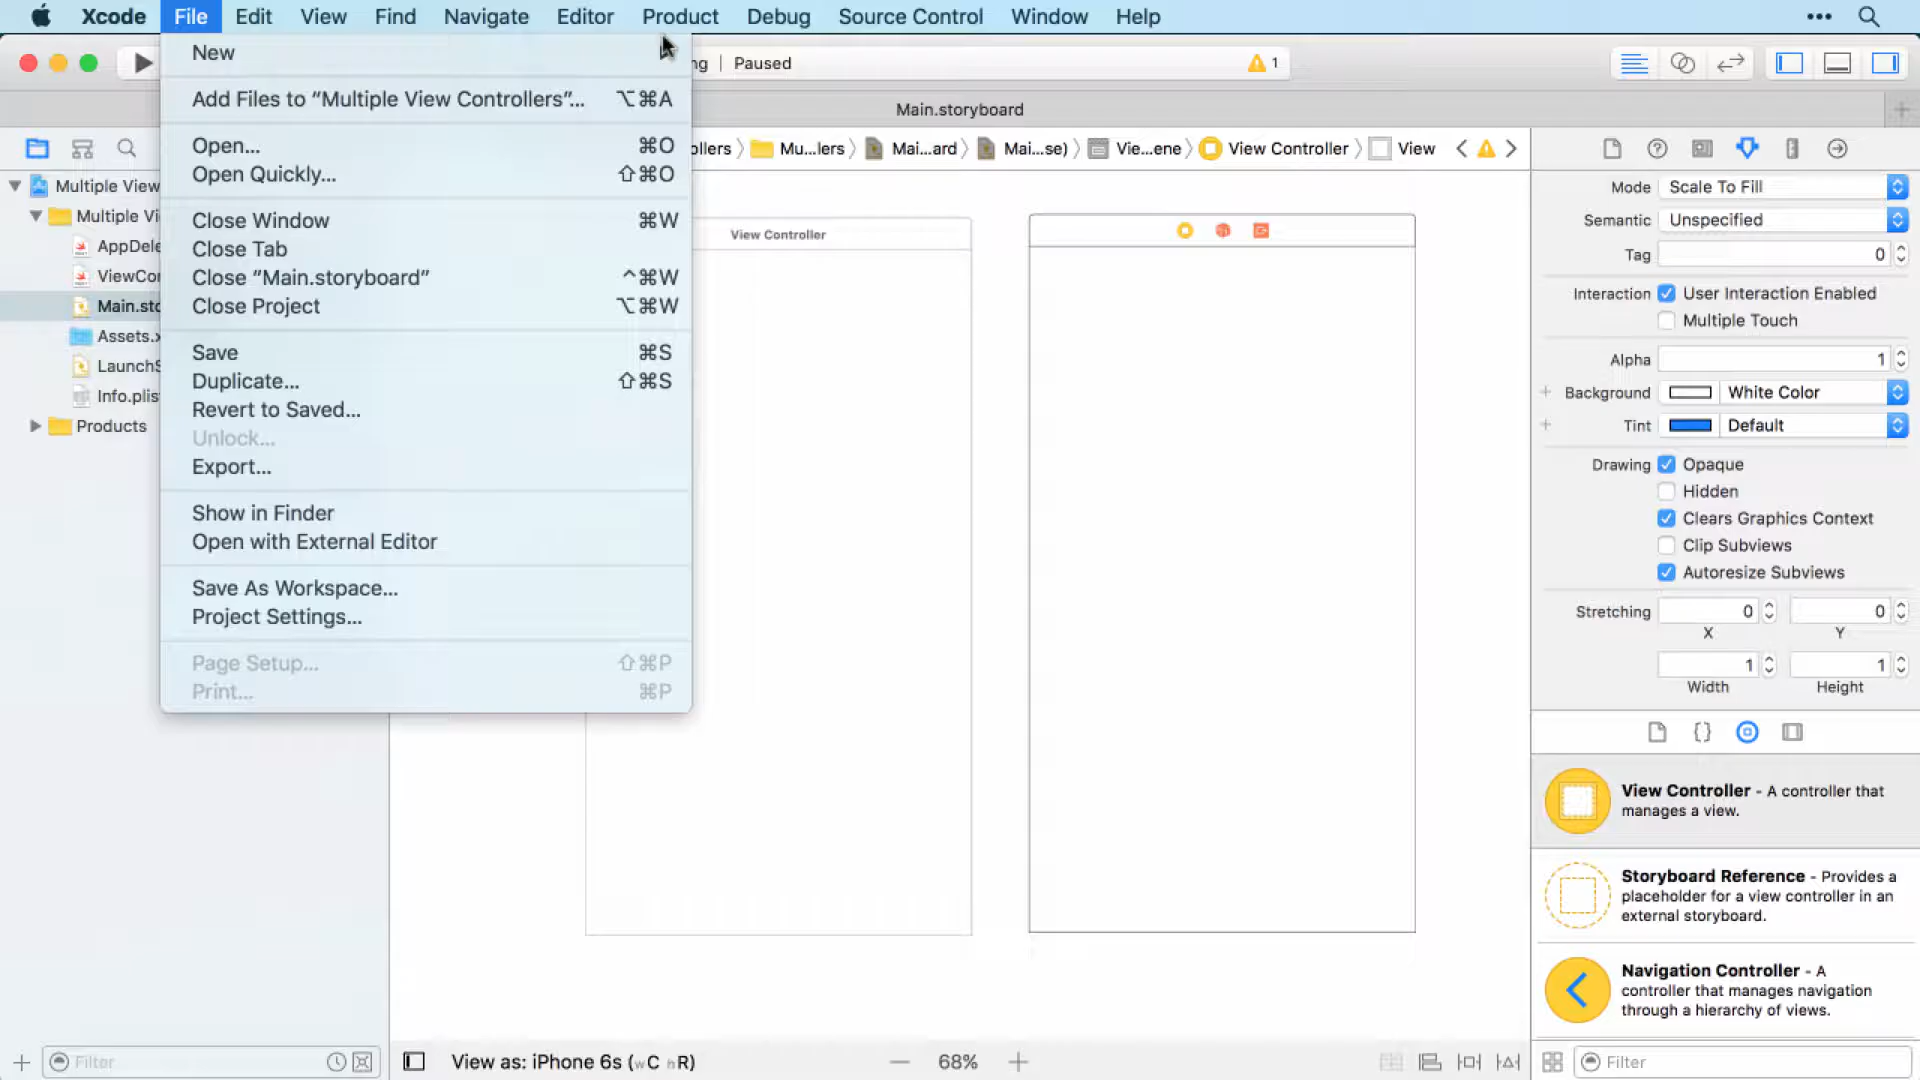 Xcode File Edit View Find Navigate Editor Product Debug Source Control Window Help
New
Add Files to “Multiple View Controllers”... ⌥⌘A
Open... ⌘O
Open Quickly... ⇧⌘O
Close Window ⌘W
Close Tab
Close “Main.storyboard” ^⌘W
Close Project ⌥⌘W
Save ⌘S
Duplicate... ⇧⌘S
Revert to Saved...
Unlock...
Export...
Show in Finder
Open with External Editor
Save As Workspace...
Project Settings...
Page Setup... ⇧⌘P
Print... ⌘P
ng | Paused
1
Main.storyboard
ollers Mu...lers Mai...ard Mai...se) Vie...ene View Controller View
Multiple View
Multiple Vi
AppDele
ViewCon
Main.sto
Assets.x
LaunchS
Info.plis
Products
View Controller
Mode Scale To Fill
Semantic Unspecified
Tag 0
Interaction User Interaction Enabled
Multiple Touch
Alpha 1
+ Background White Color
+ Tint Default
Drawing Opaque
Hidden
Clears Graphics Context
Clip Subviews
Autoresize Subviews
Stretching 0 0
X Y
1 1
Width Height
{}
View Controller - A controller that
manages a view.
Storyboard Reference - Provides a
placeholder for a view controller in an
external storyboard.
Navigation Controller - A
controller that manages navigation
through a hierarchy of views.
+ Filter
View as: iPhone 6s (wC hR)
— 68% +
Filter